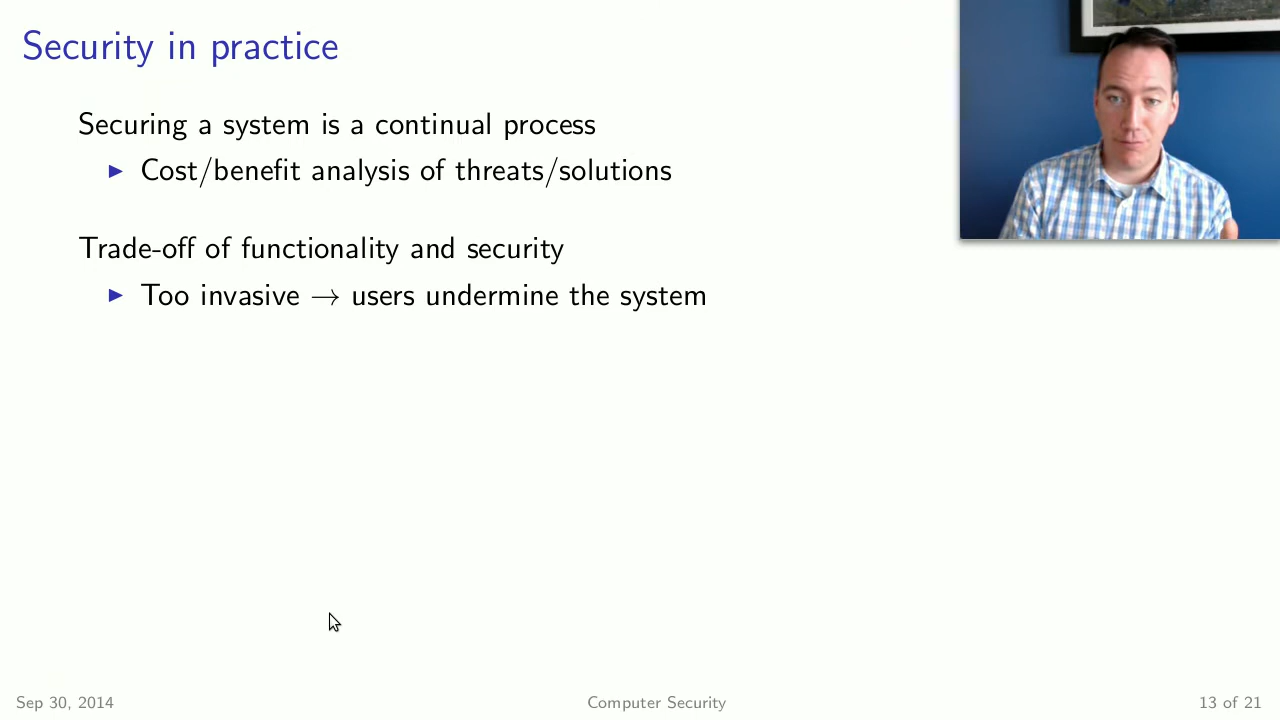 Security in practice
Securing a system is a continual process
▶ Cost/benefit analysis of threats/solutions
Trade-off of functionality and security
▶ Too invasive → users undermine the system
Sep 30, 2014
Computer Security
13 of 21